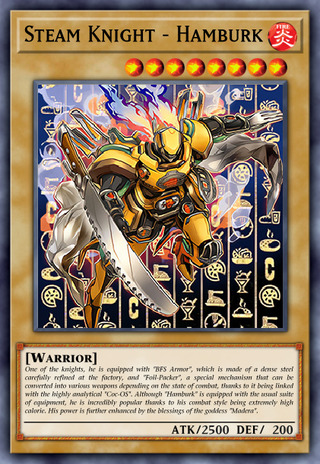 STEAM KNIGHT - HAMBURK
FIRE
炎
[WARRIOR]
One of the knights, he is equipped with "BFS Armor", which is made of a dense steel
carefully refined at the factory, and "Foil-Packer", a special mechanism that can be
converted into various weapons depending on the state of combat, thanks to it being linked
with the highly analytical "Coc-OS". Although "Hamburk" is equipped with the usual suite
of equipment, he is incredibly popular thanks to his combat style being extremely high
calorie. His power is further enhanced by the blessings of the goddess "Madera".
ATK/2500 DEF/ 200